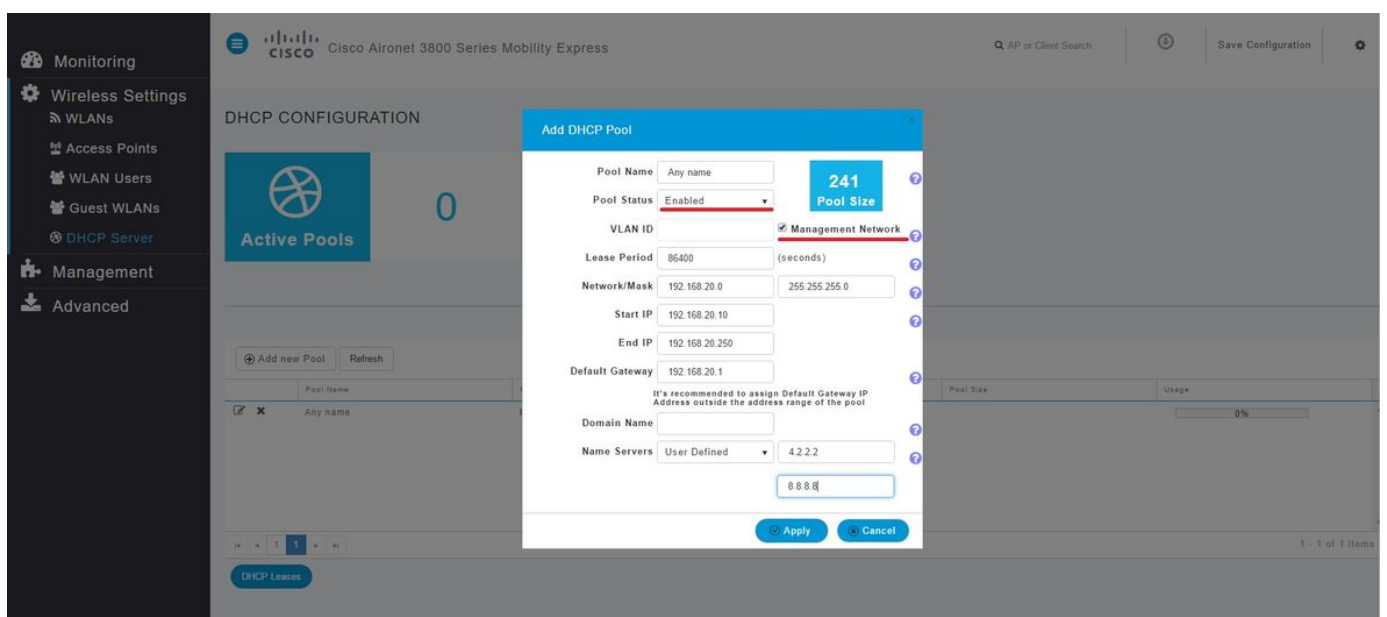 Monitoring
Wireless Settings
WLANs
Access Points
WLAN Users
Guest WLANs
DHCP Server
Management
Advanced
CISCO Cisco Aironet 3800 Series Mobility Express
AP or Client Search
Save Configuration
DHCP CONFIGURATION
Active Pools
0
Add new Pool Refresh
Pool Name
Pool Size
Usage
Any name
0%
1 1
1 - 1 of 1 items
DHCP Leases
Add DHCP Pool
Pool Name Any name
241
Pool Size
Pool Status Enabled
VLAN ID Management Network
Lease Period 86400 (seconds)
Network/Mask 192.168.20.0 255.255.255.0
Start IP 192.168.20.10
End IP 192.168.20.250
Default Gateway 192.168.20.1
It's recommended to assign Default Gateway IP
Address outside the address range of the pool
Domain Name
Name Servers User Defined 4.2.2.2
8.8.8.8
Apply Cancel